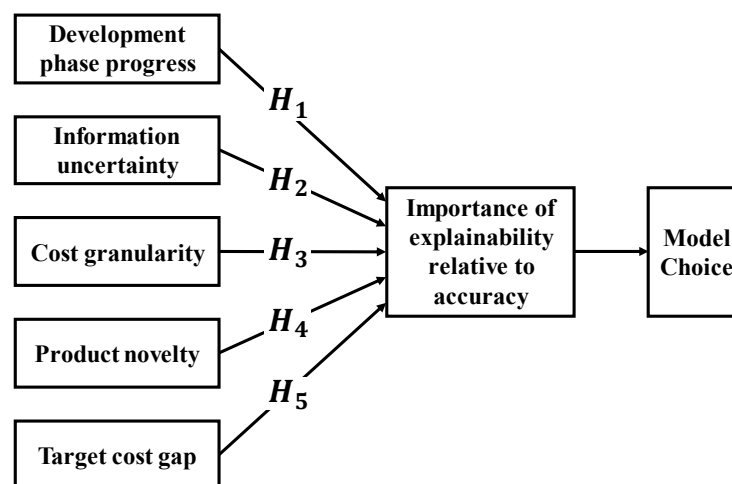 Development
phase progress
H₁
Information
uncertainty
H₂
Cost granularity
H₃
Product novelty
H₄
Target cost gap
H₅
Importance of
explainability
relative to
accuracy
Model
Choice